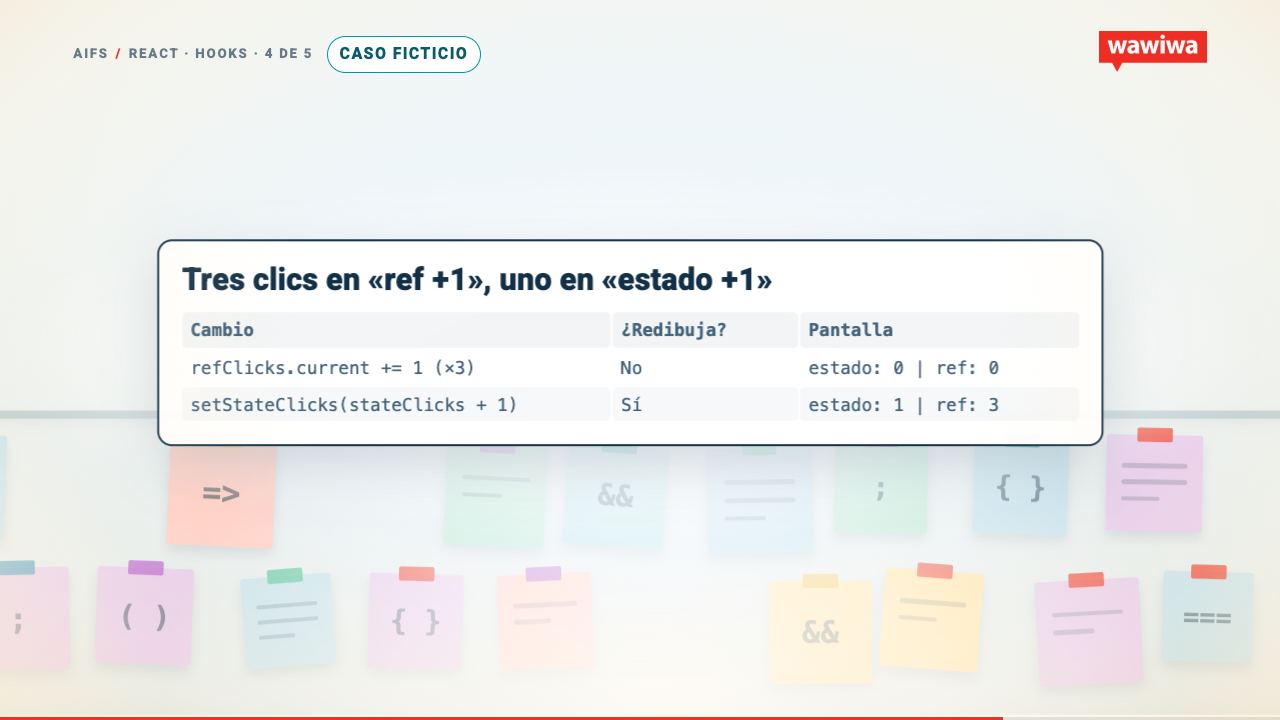 AIFS / REACT · HOOKS · 4 DE 5 CASO FICTICIO
wawiwa
Tres clics en «ref +1», uno en «estado +1»
Cambio ¿Redibuja? Pantalla
refClicks.current += 1 (×3) No estado: 0 | ref: 0
setStateClicks(stateClicks + 1) Sí estado: 1 | ref: 3
=> && ; { }
; ( ) { } && ===